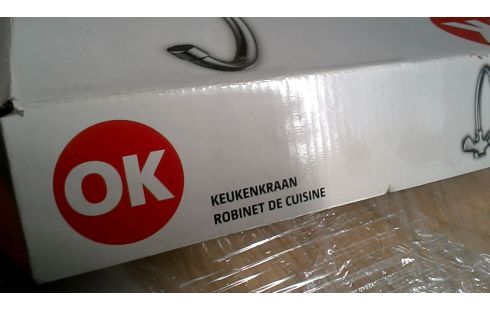 OK
KEUKENKRAAN
ROBINET DE CUISINE